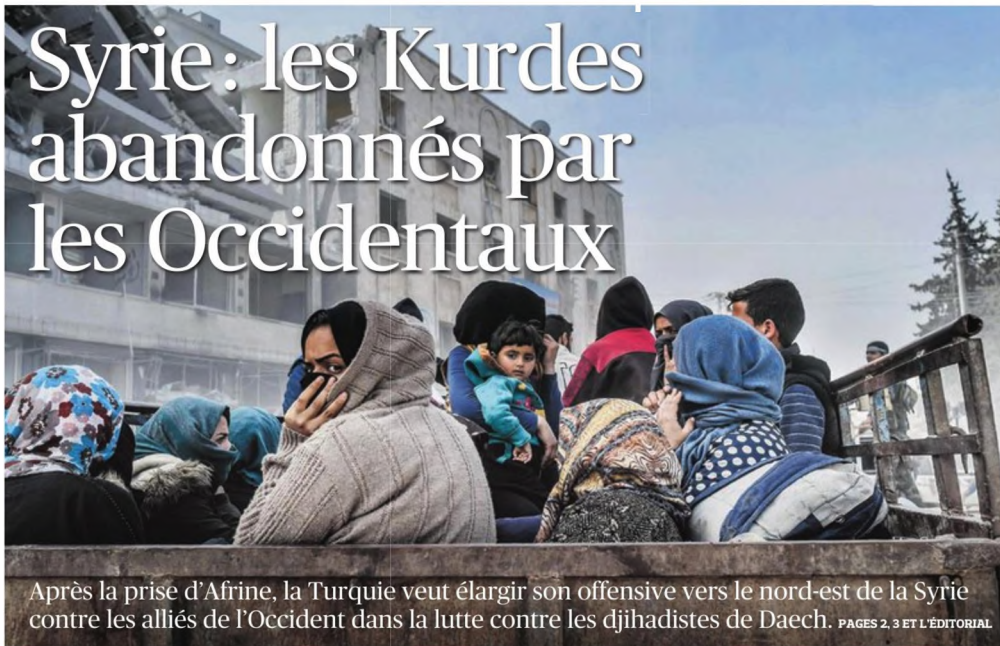 Syrie : les Kurdes
abandonnés par
les Occidentaux
Après la prise d'Afrine, la Turquie veut élargir son offensive vers le nord-est de la Syrie
contre les alliés de l'Occident dans la lutte contre les djihadistes de Daech. PAGES 2, 3 ET L'ÉDITORIAL